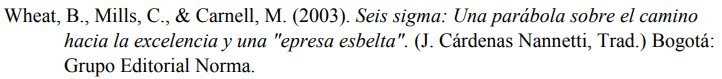 Wheat, B., Mills, C., & Carnell, M. (2003). Seis sigma: Una parábola sobre el camino
hacia la excelencia y una "epresa esbelta". (J. Cárdenas Nannetti, Trad.) Bogotá:
Grupo Editorial Norma.